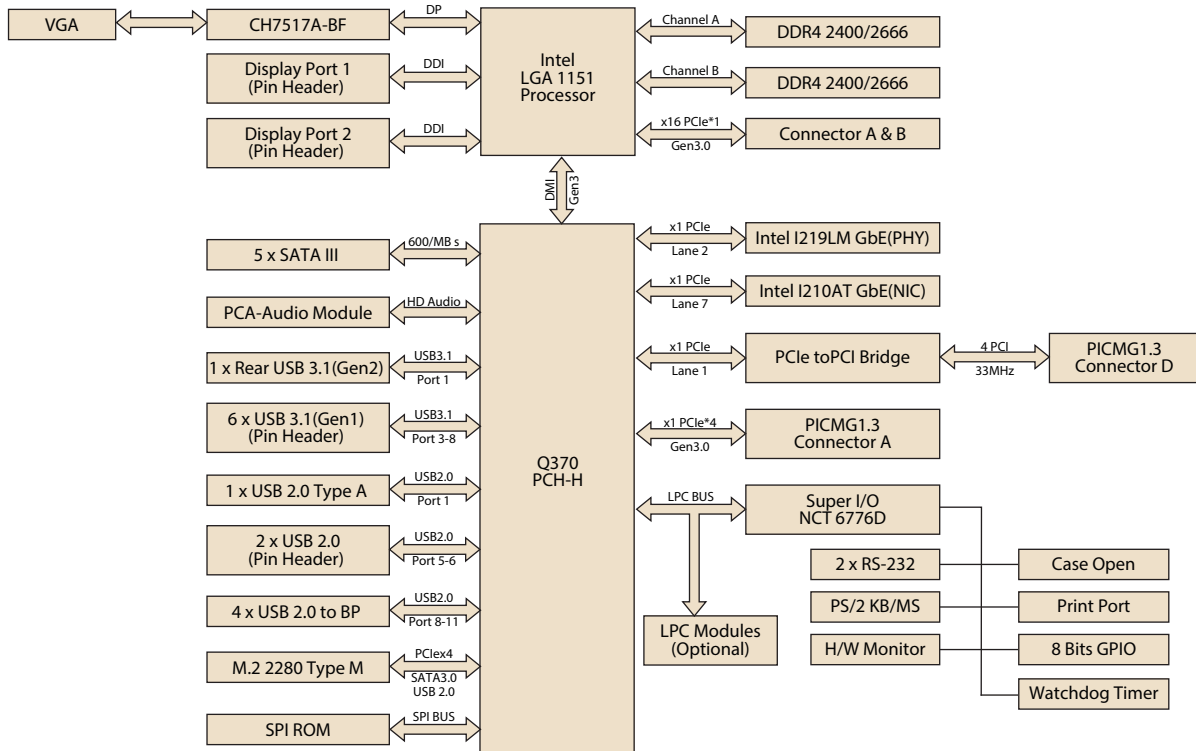 VGA
CH7517A-BF
DP
Display Port 1
(Pin Header)
DDI
Display Port 2
(Pin Header)
DDI
Intel
LGA 1151
Processor
Channel A
DDR4 2400/2666
Channel B
DDR4 2400/2666
x16 PCIe*1
Gen3.0
Connector A & B
DMI
Gen3
5 x SATA III
600/MB s
PCA-Audio Module
HD Audio
1 x Rear USB 3.1(Gen2)
USB3.1
Port 1
6 x USB 3.1(Gen1)
(Pin Header)
USB3.1
Port 3-8
1 x USB 2.0 Type A
USB2.0
Port 1
2 x USB 2.0
(Pin Header)
USB2.0
Port 5-6
4 x USB 2.0 to BP
USB2.0
Port 8-11
M.2 2280 Type M
PCIex4
SATA3.0
USB 2.0
SPI ROM
SPI BUS
Q370
PCH-H
x1 PCIe
Lane 2
Intel I219LM GbE(PHY)
x1 PCIe
Lane 7
Intel I210AT GbE(NIC)
x1 PCIe
Lane 1
PCIe toPCI Bridge
4 PCI
33MHz
PICMG1.3
Connector D
x1 PCIe*4
Gen3.0
PICMG1.3
Connector A
LPC BUS
Super I/O
NCT 6776D
LPC Modules
(Optional)
2 x RS-232
Case Open
PS/2 KB/MS
Print Port
H/W Monitor
8 Bits GPIO
Watchdog Timer